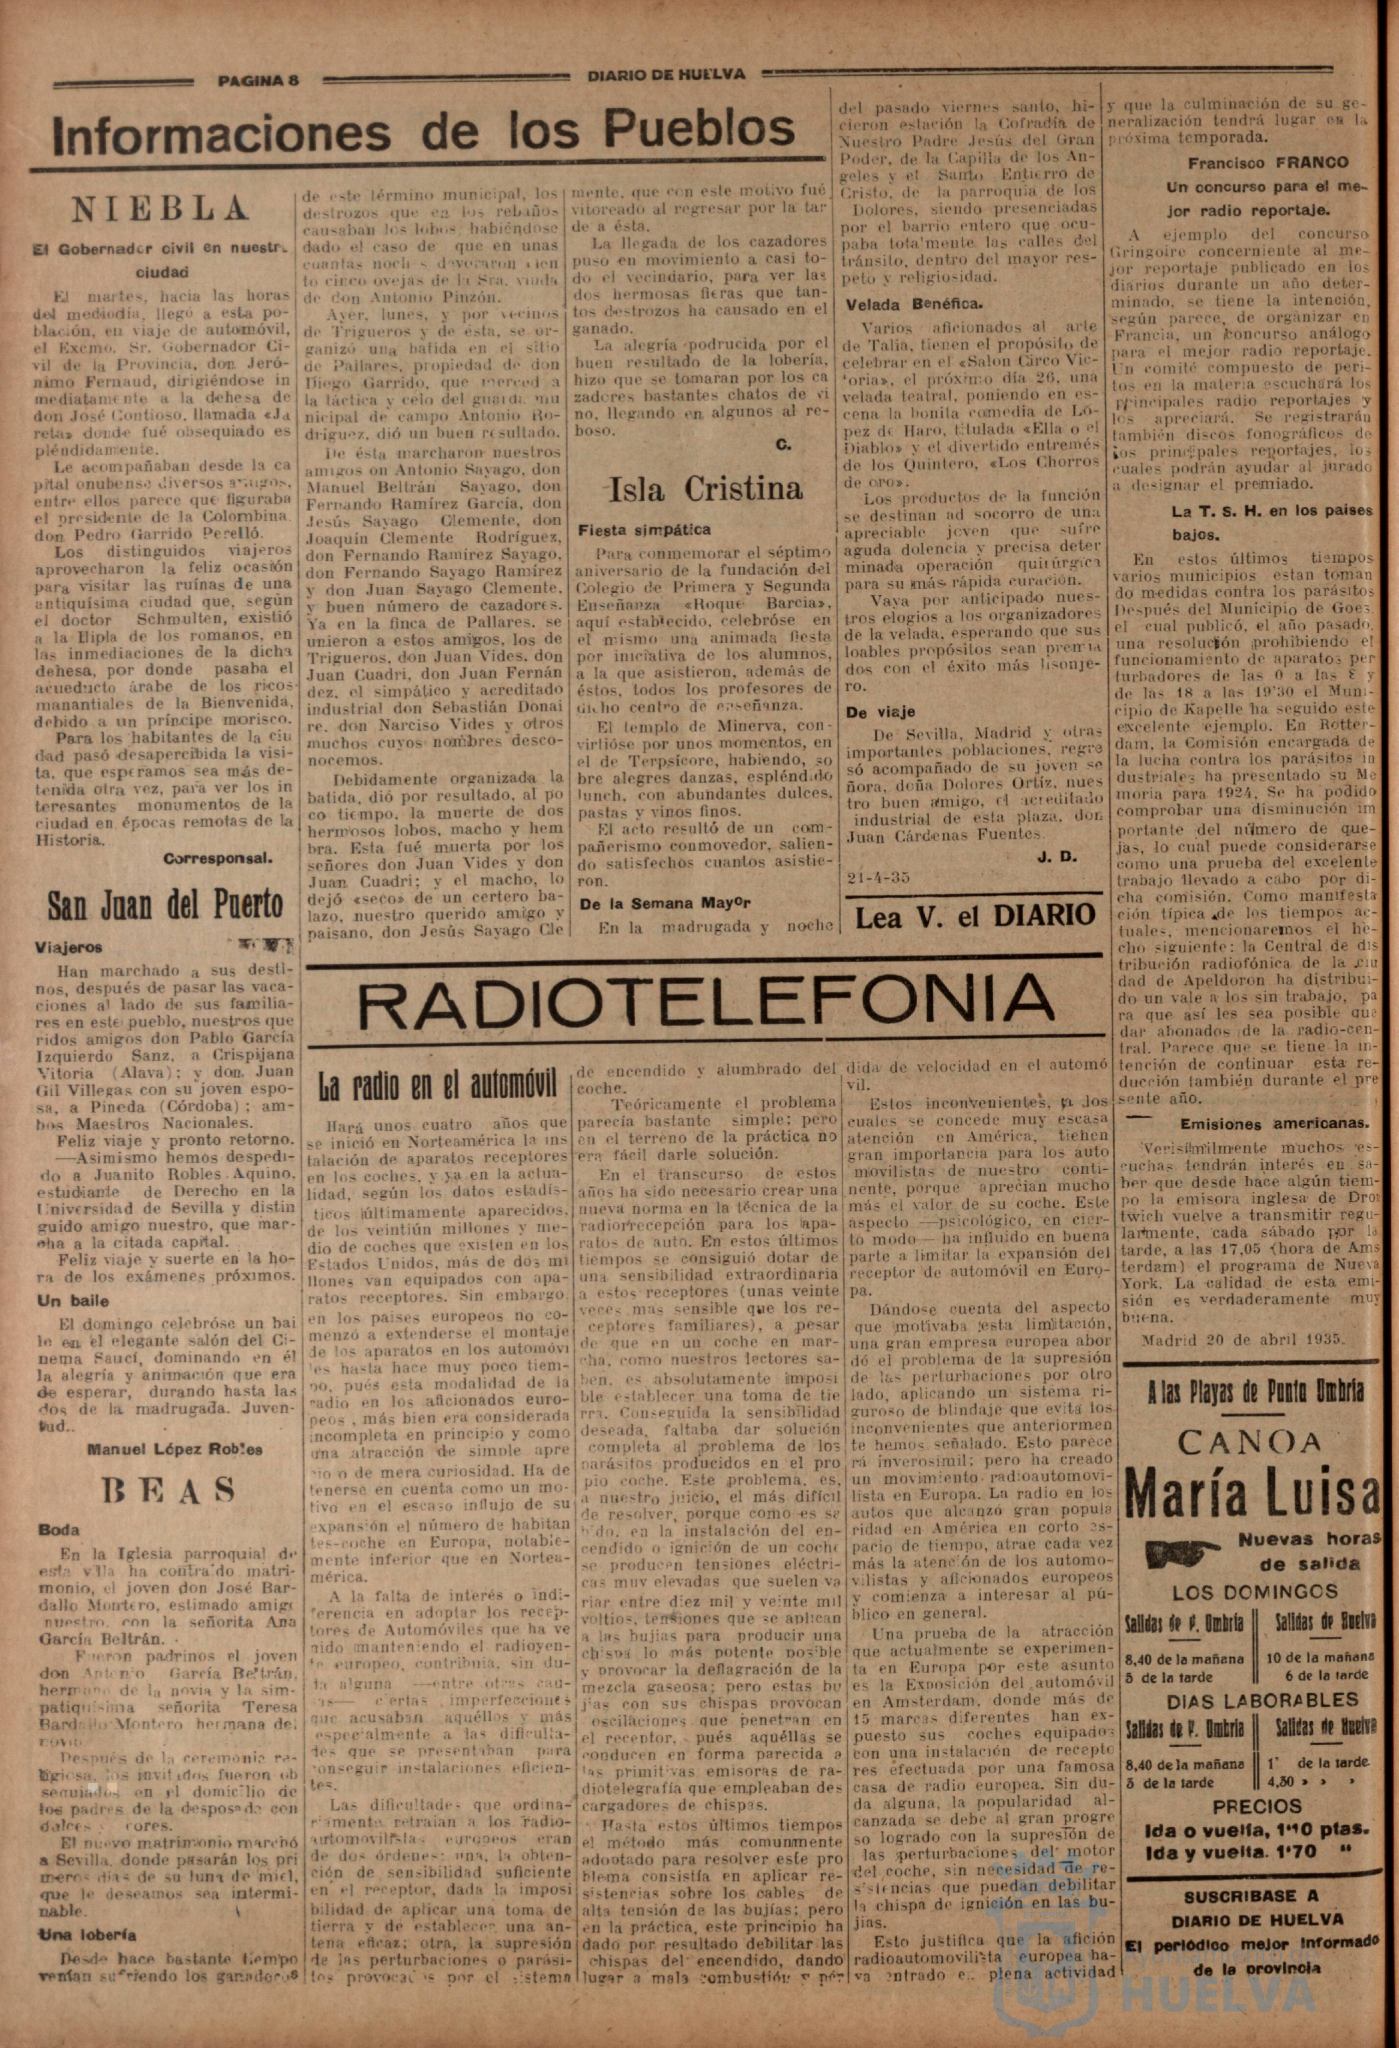 PAGINA 8
DIARIO DE HUELVA
Informaciones de los Pueblos
NIEBLA
El Gobernador civil en nuestr
ciudad
El martes, hacia las horas
del mediodía, llegó a esta po-
blación, en viaje de automóvil,
el Excmo. Sr. Gobernador Ci-
vil de la Provincia, don Jeró-
nimo Fernaud, dirigiéndose in
mediatamente a la dehesa de
don José Contioso, llamada «Ja
reta» donde fué obsequiado es
pléndidamente.
Le acompañaban desde la ca
pital onubense diversos amigos,
entre ellos parece que figuraba
el presidente de la Colombina,
don Pedro Garrido Perelló.
Los distinguidos viajeros
aprovecharon la feliz ocasión
para visitar las ruínas de una
antiquísima ciudad que, según
el doctor Schmulten, existió
a la Ilipla de los romanos, en
las inmediaciones de la dicha
dehesa, por donde pasaba el
acueducto árabe de los ricos
manantiales de la Bienvenida,
debido a un príncipe morisco.
Para los habitantes de la ciu
dad pasó desapercibida la visi-
ta, que esperamos sea más de-
tenida otra vez, para ver los in
teresantes monumentos de la
ciudad en épocas remotas de la
Historia.
Corresponsal.
San Juan del Puerto
Viajeros
Han marchado a sus desti-
nos, después de pasar las vaca-
ciones al lado de sus familia-
res en este pueblo, nuestros que
ridos amigos don Pablo García
Izquierdo Sanz, a Crispijana
Vitoria (Alava); y don Juan
Gil Villegas con su joven espo-
sa, a Pineda (Córdoba); am-
bos Maestros Nacionales.
Feliz viaje y pronto retorno.
—Asimismo hemos despedi-
do a Juanito Robles Aquino,
estudiante de Derecho en la
Universidad de Sevilla y distin
guido amigo nuestro, que mar-
cha a la citada capital.
Feliz viaje y suerte en la ho-
ra de los exámenes próximos.
Un baile
El domingo celebróse un bai
le en el elegante salón del Ci-
nema Saucí, dominando en él
la alegría y animación que era
de esperar, durando hasta las
dos de la madrugada. Juven-
tud..
Manuel López Robles
BEAS
Boda
En la Iglesia parroquial de
esta villa ha contraido matri-
monio, el joven don José Bar-
dallo Montero, estimado amigo
nuestro, con la señorita Ana
García Beltrán.
Fueron padrinos el joven
don Antonio García Beltrán,
hermano de la novia y la sim-
patiquísima señorita Teresa
Bardallo Montero hermana del
novio
Después de la ceremonia re-
ligiosa, los invitados fueron ob
sequiados en el domicilio de
los padres de la desposada con
dulces y cores.
El nuevo matrimonio marchó
a Sevilla, donde pasarán los pri
meros días de su luna de miel,
que le deseamos sea intermi-
nable.
Una lobería
Desde hace bastante tiempo
venían sufriendo los ganaderos
de este término municipal, los
destrozos que en los rebaños
causaban los lobos, habiéndose
dado el caso de que en unas
cuantas noch s devoraron cien
to cinco ovejas de la Sra. viuda
de don Antonio Pinzón.
Ayer, lunes, y por vecinos
de Trigueros y de ésta, se or-
ganizó una batida en el sitio
de Pallares, propiedad de don
Diego Garrido, que merced a
la táctica y celo del guarda mu
nicipal de campo Antonio Ro-
dríguez, dió un buen resultado.
De ésta marcharon nuestros
amigos on Antonio Sayago, don
Manuel Beltrán Sayago, don
Fernando Ramírez García, don
Jesús Sayago Clemente, don
Joaquín Clemente Rodríguez,
don Fernando Ramírez Sayago,
don Fernando Sayago Ramírez
y don Juan Sayago Clemente,
y buen número de cazadores.
Ya en la finca de Pallares, se
unieron a estos amigos, los de
Trigueros, don Juan Vides, don
Juan Cuadri, don Juan Fernán
dez, el simpático y acreditado
industrial don Sebastián Donai
re, don Narciso Vides y otros
muchos cuyos nombres desco-
nocemos.
Debidamente organizada la
batida, dió por resultado, al po
co tiempo, la muerte de dos
hermosos lobos, macho y hem
bra. Esta fué muerta por los
señores don Juan Vides y don
Juan Cuadri; y el macho, lo
dejó «seco» de un certero ba-
lazo, nuestro querido amigo y
paisano, don Jesús Sayago Cle
mente, que con este motivo fué
vitoreado al regresar por la tar
de a ésta.
La llegada de los cazadores
puso en movimiento a casi to-
do el vecindario, para ver las
dos hermosas fieras que tan-
tos destrozos ha causado en el
ganado.
La alegría podrucida por el
buen resultado de la lobería,
hizo que se tomaran por los ca
zadores bastantes chatos de vi
no, llegando en algunos al re-
boso.
C.
Isla Cristina
Fiesta simpática
Para conmemorar el séptimo
aniversario de la fundación del
Colegio de Primera y Segunda
Enseñanza «Roque Barcia»,
aquí establecido, celebróse en
el mismo una animada fiesta
por iniciativa de los alumnos,
a la que asistieron, además de
éstos, todos los profesores de
dicho centro de enseñanza.
El templo de Minerva, con-
virtióse por unos momentos, en
el de Terpsícore, habiendo, so
bre alegres danzas, espléndido
lunch, con abundantes dulces,
pastas y vinos finos.
El acto resultó de un com-
pañerismo conmovedor, salien-
do satisfechos cuantos asistie-
ron.
De la Semana Mayor
En la madrugada y noche
del pasado viernes santo, hi-
cieron estación la Cofradía de
Nuestro Padre Jesús del Gran
Poder, de la Capilla de los An-
geles y el Santo Entierro de
Cristo, de la parroquia de los
Dolores, siendo presenciadas
por el barrio entero que ocu-
paba totalmente las calles del
tránsito, dentro del mayor res-
peto y religiosidad.
Velada Benéfica.
Varios aficionados al arte
de Talía, tienen el propósito de
celebrar en el «Salon Circo Vic-
toria», el próximo día 26, una
velada teatral, poniendo en es-
cena la bonita comedia de Ló-
pez de Haro, titulada «Ella o el
Diablo» y el divertido entremés
de los Quintero, «Los Chorros
de oro».
Los productos de la función
se destinan ad socorro de una
apreciable joven que sufre
aguda dolencia y precisa deter
minada operación quirúrgica
para su más rápida curación.
Vaya por anticipado nues-
tros elogios a los organizadores
de la velada, esperando que sus
loables propósitos sean premia
dos con el éxito más lisonje-
ro.
De viaje
De Sevilla, Madrid y otras
importantes poblaciones, regre
só acompañado de su joven se
ñora, doña Dolores Ortíz, nues
tro buen amigo, el acreditado
industrial de esta plaza, don
Juan Cárdenas Fuentes.
J. D.
21-4-35
Lea V. el DIARIO
RADIOTELEFONIA
La radio en el automóvil
Hará unos cuatro años que
se inició en Norteamérica la ins
talación de aparatos receptores
en los coches, y ya en la actua-
lidad, según los datos estadís-
ticos últimamente aparecidos,
de los veintiún millones y me-
dio de coches que existen en los
Estados Unidos, más de dos mi
llones van equipados con apa-
ratos receptores. Sin embargo,
en los países europeos no co-
menzó a extenderse el montaje
de los aparatos en los automóvi
les hasta hace muy poco tiem-
po, pués esta modalidad de la
radio en los aficionados euro-
peos , más bien era considerada
incompleta en principio y como
una atracción de simple apre
cio o de mera curiosidad. Ha de
tenerse en cuenta como un mo-
tivo en el escaso influjo de su
expansión el número de habitan
tes-coche en Europa, notable-
mente inferior que en Nortea-
mérica.
A la falta de interés o indi-
ferencia en adoptar los recep-
tores de Automóviles que ha ve
nido manteniendo el radioyen-
te europeo, contribuía, sin du-
da alguna —entre otras cau-
sas— ciertas imperfecciones
que acusaban aquéllos y más
especialmente a las dificulta-
des que se presentaban para
conseguir instalaciones eficien-
tes.
Las dificultades que ordina-
riamente retraían a los radio-
automovilistas europeos eran
de dos órdenes: una, la obten-
ción de sensibilidad suficiente
en el receptor, dada la imposi
bilidad de aplicar una toma de
tierra y de establecer una an-
tena eficaz; otra, la supresión
de las perturbaciones o parási-
tos provocados por el sistema
de encendido y alumbrado del
coche.
Teóricamente el problema
parecía bastante simple; pero
en el terreno de la práctica no
era fácil darle solución.
En el transcurso de estos
años ha sido necesario crear una
nueva norma en la técnica de la
radiorrecepción para los apa-
ratos de auto. En estos últimos
tiempos se consiguió dotar de
una sensibilidad extraordinaria
a estos receptores (unas veinte
veces mas sensible que los re-
ceptores familiares), a pesar
de que en un coche en mar-
cha, como nuestros lectores sa-
ben, es absolutamente imposi
ble establecer una toma de tie
rra. Conseguida la sensibilidad
deseada, faltaba dar solución
completa al problema de los
parásitos producidos en el pro
pio coche. Este problema, es,
a nuestro juicio, el más difícil
de resolver, porque como es sa
bido, en la instalación del en-
cendido o ignición de un coche
se producen tensiones eléctri-
cas muy elevadas que suelen va
riar entre diez mil y veinte mil
voltios, tensiones que se aplican
a las bujías para producir una
chispa lo más potente posible
y provocar la deflagración de la
mezcla gaseosa; pero estas bu
jías con sus chispas provocan
oscilaciones que penetran en
el receptor, pués aquéllas se
conducen en forma parecida a
las primitivas emisoras de ra-
diotelegrafía que empleaban des
cargadores de chispas.
Hasta estos últimos tiempos
el método más comunmente
adoptado para resolver este pro
blema consistía en aplicar re-
sistencias sobre los cables de
alta tensión de las bujías; pero
en la práctica, este principio ha
dado por resultado debilitar las
chispas del encendido, dando
lugar a mala combustión y pér
dida de velocidad en el automó
vil.
Estos inconvenientes, a los
cuales se concede muy escasa
atención en América, tienen
gran importancia para los auto
movilistas de nuestro conti-
nente, porque aprecian mucho
más el valor de su coche. Este
aspecto —psicológico, en cier-
to modo— ha influido en buena
parte a limitar la expansión del
receptor de automóvil en Euro-
pa.
Dándose cuenta del aspecto
que motivaba esta limitación,
una gran empresa europea abor
dó el problema de la supresión
de las perturbaciones por otro
lado, aplicando un sistema ri-
guroso de blindaje que evita los
inconvenientes que anteriormen
te hemos señalado. Esto parece
rá inverosimil; pero ha creado
un movimiento radioautomovi-
lista en Europa. La radio en los
autos que alcanzó gran popula
ridad en América en corto es-
pacio de tiempo, atrae cada vez
más la atención de los automo-
vilistas y aficionados europeos
y comienza a interesar al pú-
blico en general.
Una prueba de la atracción
que actualmente se experimen-
ta en Europa por este asunto
es la Exposición del automóvil
en Amsterdam, donde más de
15 marcas diferentes han ex-
puesto sus coches equipados
con una instalación de recepto
res efectuada por una famosa
casa de radio europea. Sin du-
da alguna, la popularidad al-
canzada se debe al gran progre
so logrado con la supresión de
las perturbaciones del motor
del coche, sin necesidad de re-
sistencias que puedan debilitar
la chispa de ignición en las bu-
jías.
Esto justifica que la afición
radioautomovilista europea ha-
ya entrado e plena actividad
y que la culminación de su ge-
neralización tendrá lugar en la
próxima temporada.
Francisco FRANCO
Un concurso para el me-
jor radio reportaje.
A ejemplo del concurso
Gringoire concerniente al me-
jor reportaje publicado en los
diarios durante un año deter-
minado, se tiene la intención,
según parece, de organizar en
Francia, un concurso análogo
para el mejor radio reportaje.
Un comité compuesto de peri-
tos en la materia escuchará los
principales radio reportajes y
los apreciará. Se registrarán
también discos fonográficos de
los principales reportajes, los
cuales podrán ayudar al jurado
a designar el premiado.
La T. S. H. en los paises
bajos.
En estos últimos tiempos
varios municipios estan toman
do medidas contra los parásitos
Después del Municipio de Goes,
el cual publicó, el año pasado,
una resolución prohibiendo el
funcionamiento de aparatos per
turbadores de las 0 a las 8 y
de las 18 a las 19'30 el Muni-
cipio de Kapelle ha seguido este
excelente ejemplo. En Rotter-
dam, la Comisión encargada de
la lucha contra los parásitos in
dustriales ha presentado su Me
moria para 1924. Se ha podido
comprobar una disminución im
portante del número de que-
jas, lo cual puede considerarse
como una prueba del excelente
trabajo llevado a cabo por di-
cha comisión. Como manifesta
ción típica de los tiempos ac-
tuales, mencionaremos el he-
cho siguiente: la Central de dis
tribución radiofónica de la ciu
dad de Apeldoron ha distribuí-
do un vale a los sin trabajo, pa
ra que así les sea posible que
dar abonados de la radio-cen-
tral. Parece que se tiene la in-
tención de continuar esta re-
ducción también durante el pre
sente año.
Emisiones americanas.
Verisimilmente muchos es-
cuchas tendrán interés en sa-
ber que desde hace algún tiem-
po la emisora inglesa de Droi
twich vuelve a transmitir regu-
larmente, cada sábado por la
tarde, a las 17,05 (hora de Ams
terdam) el programa de Nueva
York. La calidad de esta emi-
sión es verdaderamente muy
buena.
Madrid 20 de abril 1935.
A las Playas de Punta Umbria
CANOA
María Luisa
Nuevas horas
de salida
LOS DOMINGOS
Salidas de P. Umbria
Salidas de Huelva
8,40 de la mañana
10 de la mañana
5 de la tarde
6 de la tarde
DIAS LABORABLES
Salidas de P. Umbria
Salidas de Huelva
8,40 de la mañana
1' de la tarde
5 de la tarde
4,30 » » »
PRECIOS
Ida o vuelta, 1'10 ptas.
Ida y vuelta. 1'70 "
SUSCRIBASE A
DIARIO DE HUELVA
El periódico mejor informado
de la provincia
HUELVA